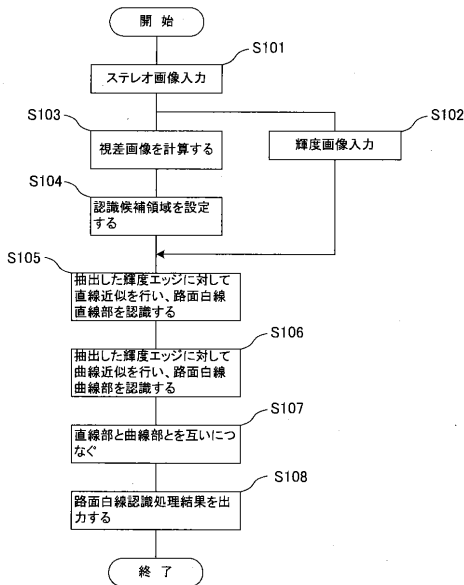 開 始
S101
ステレオ画像入力
S103
視差画像を計算する
S102
輝度画像入力
S104
認識候補領域を設定
する
S105
抽出した輝度エッジに対して
直線近似を行い、路面白線
直線部を認識する
S106
抽出した輝度エッジに対して
曲線近似を行い、路面白線
曲線部を認識する
S107
直線部と曲線部とを互いにつ
なぐ
S108
路面白線認識処理結果を出
力する
終 了